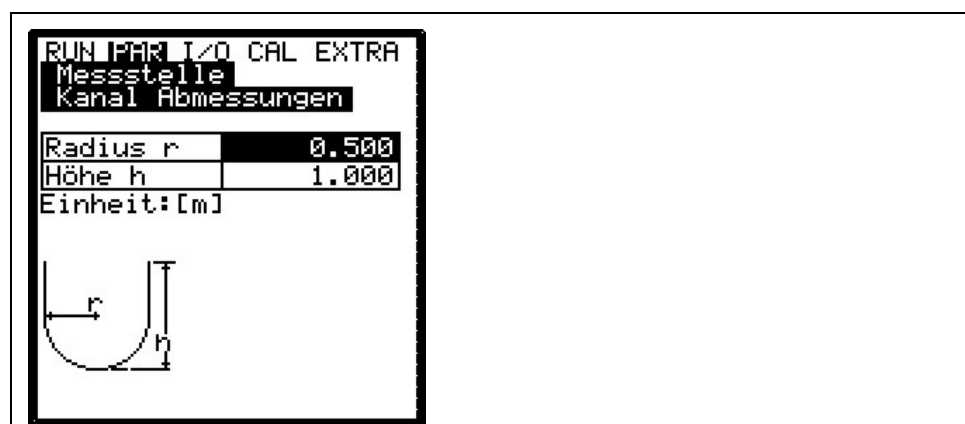 RUN PAR I/O CAL EXTRA
Messstelle
Kanal Abmessungen
Radius r 0.500
Höhe h 1.000
Einheit:[m]
r
h